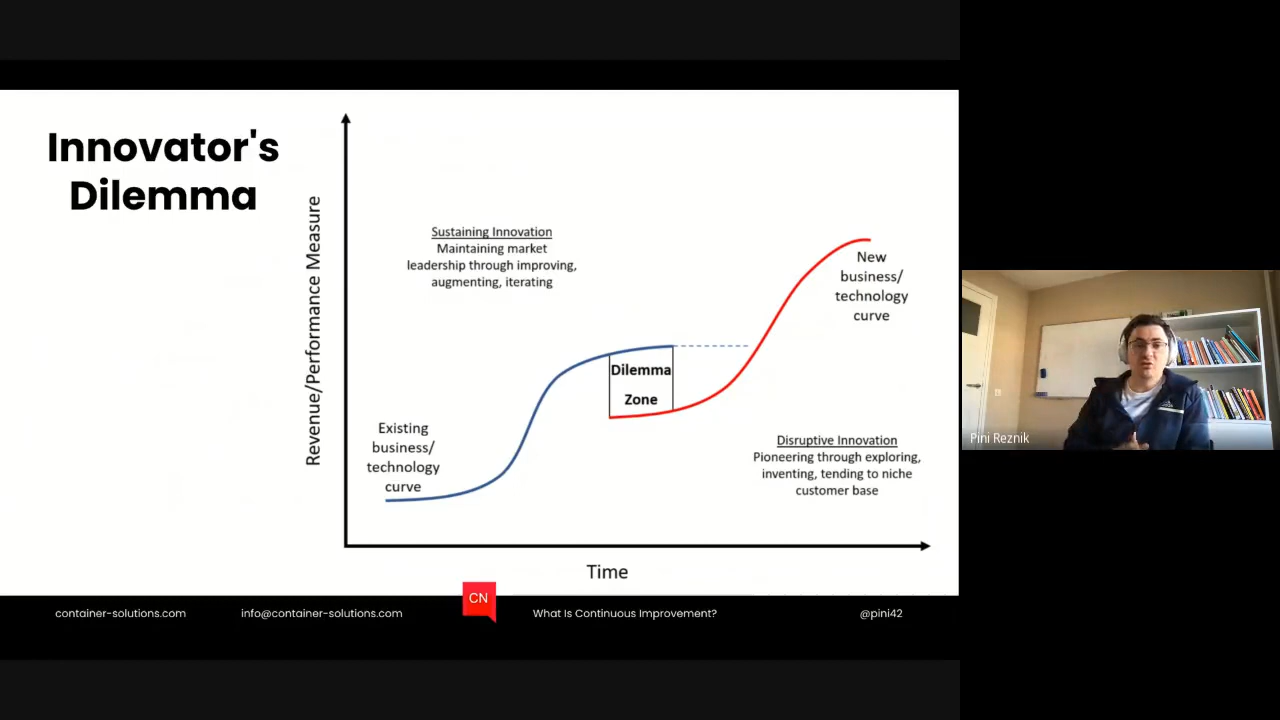 Innovator's
Dilemma
Revenue/Performance Measure
Sustaining Innovation
Maintaining market
leadership through improving,
augmenting, iterating
New
business/
technology
curve
Dilemma
Zone
Existing
business/
technology
curve
Disruptive Innovation
Pioneering through exploring,
inventing, tending to niche
customer base
Time
container-solutions.com
info@container-solutions.com
CN
What Is Continuous Improvement?
@pini42
Pini Reznik